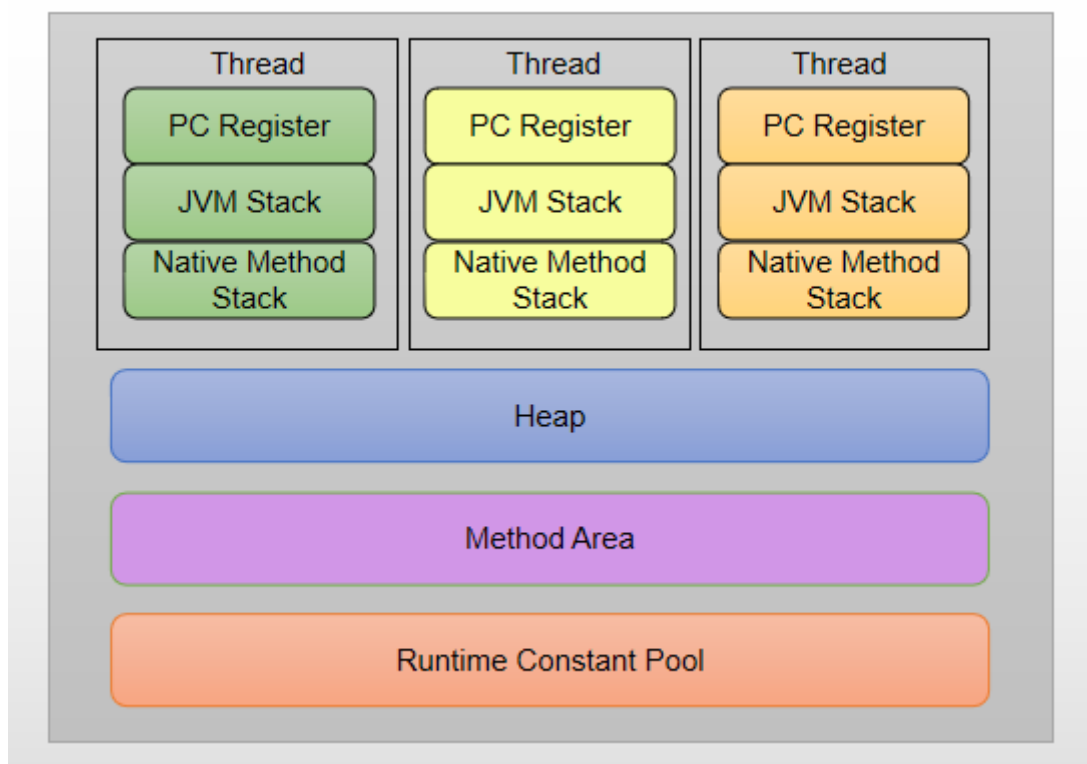 Thread
PC Register
JVM Stack
Native Method
Stack
Thread
PC Register
JVM Stack
Native Method
Stack
Thread
PC Register
JVM Stack
Native Method
Stack
Heap
Method Area
Runtime Constant Pool